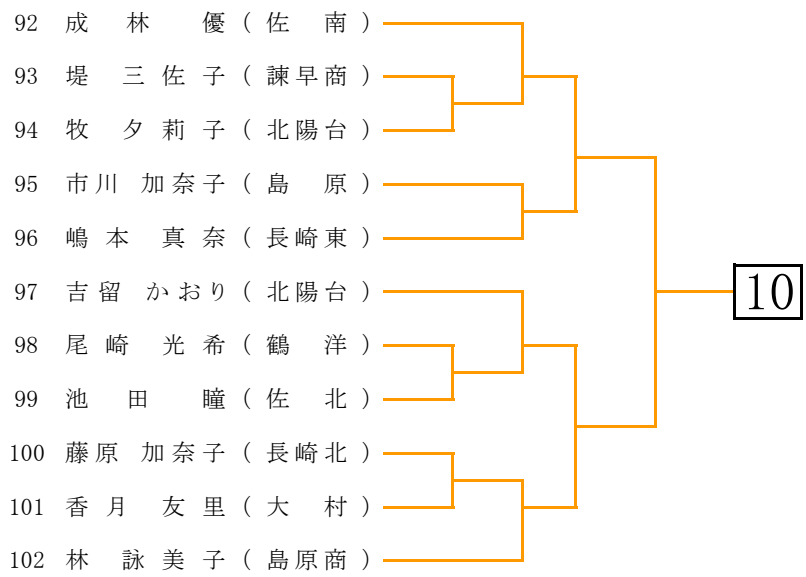 92 成林 優(佐南)
93 堤 三佐子(諫早商)
94 牧 夕莉子(北陽台)
95 市川 加奈子(島原)
96 嶋本 真奈(長崎東)
97 吉留 かおり(北陽台)
98 尾崎 光希(鶴洋)
99 池田 瞳(佐北)
100 藤原 加奈子(長崎北)
101 香月 友里(大村)
102 林 詠美子(島原商)
10